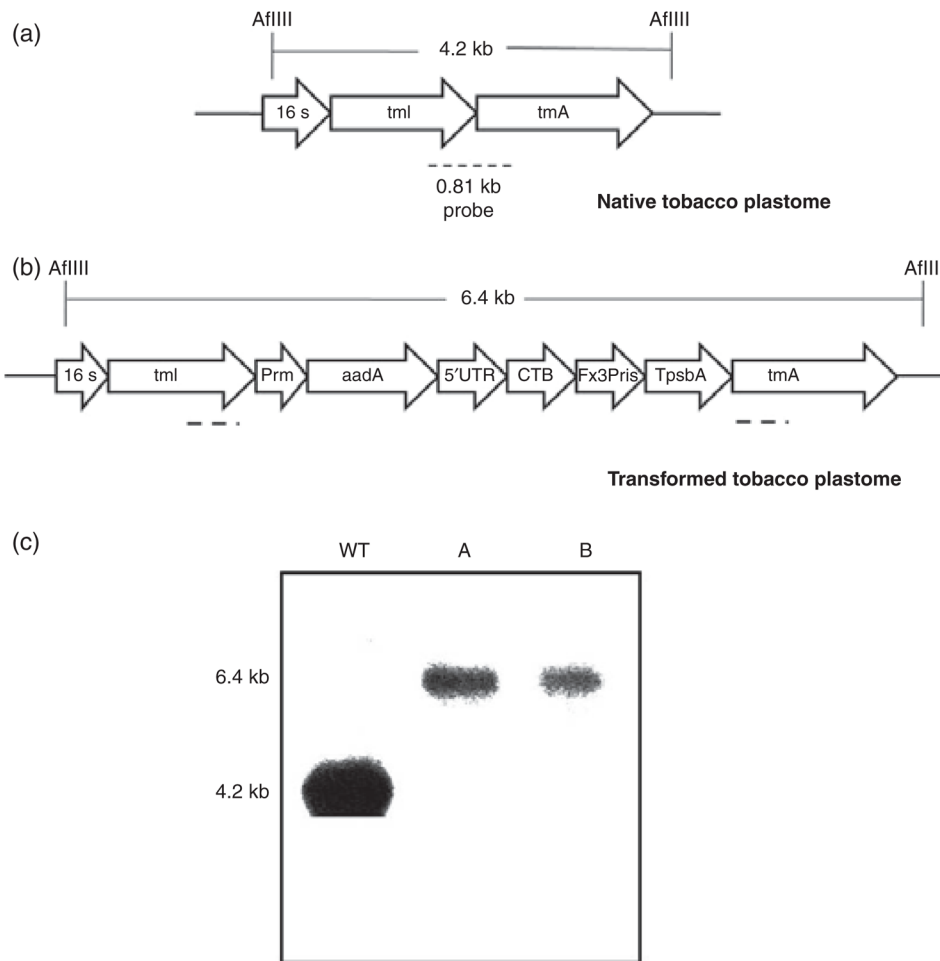 (a)
AflIII AflIII
4.2 kb
16 s tml tmA
0.81 kb
probe
Native tobacco plastome
(b)
AflIII AflIII
6.4 kb
16 s tml Prm aadA 5′UTR CTB Fx3Pris TpsbA tmA
Transformed tobacco plastome
(c)
WT A B
6.4 kb
4.2 kb